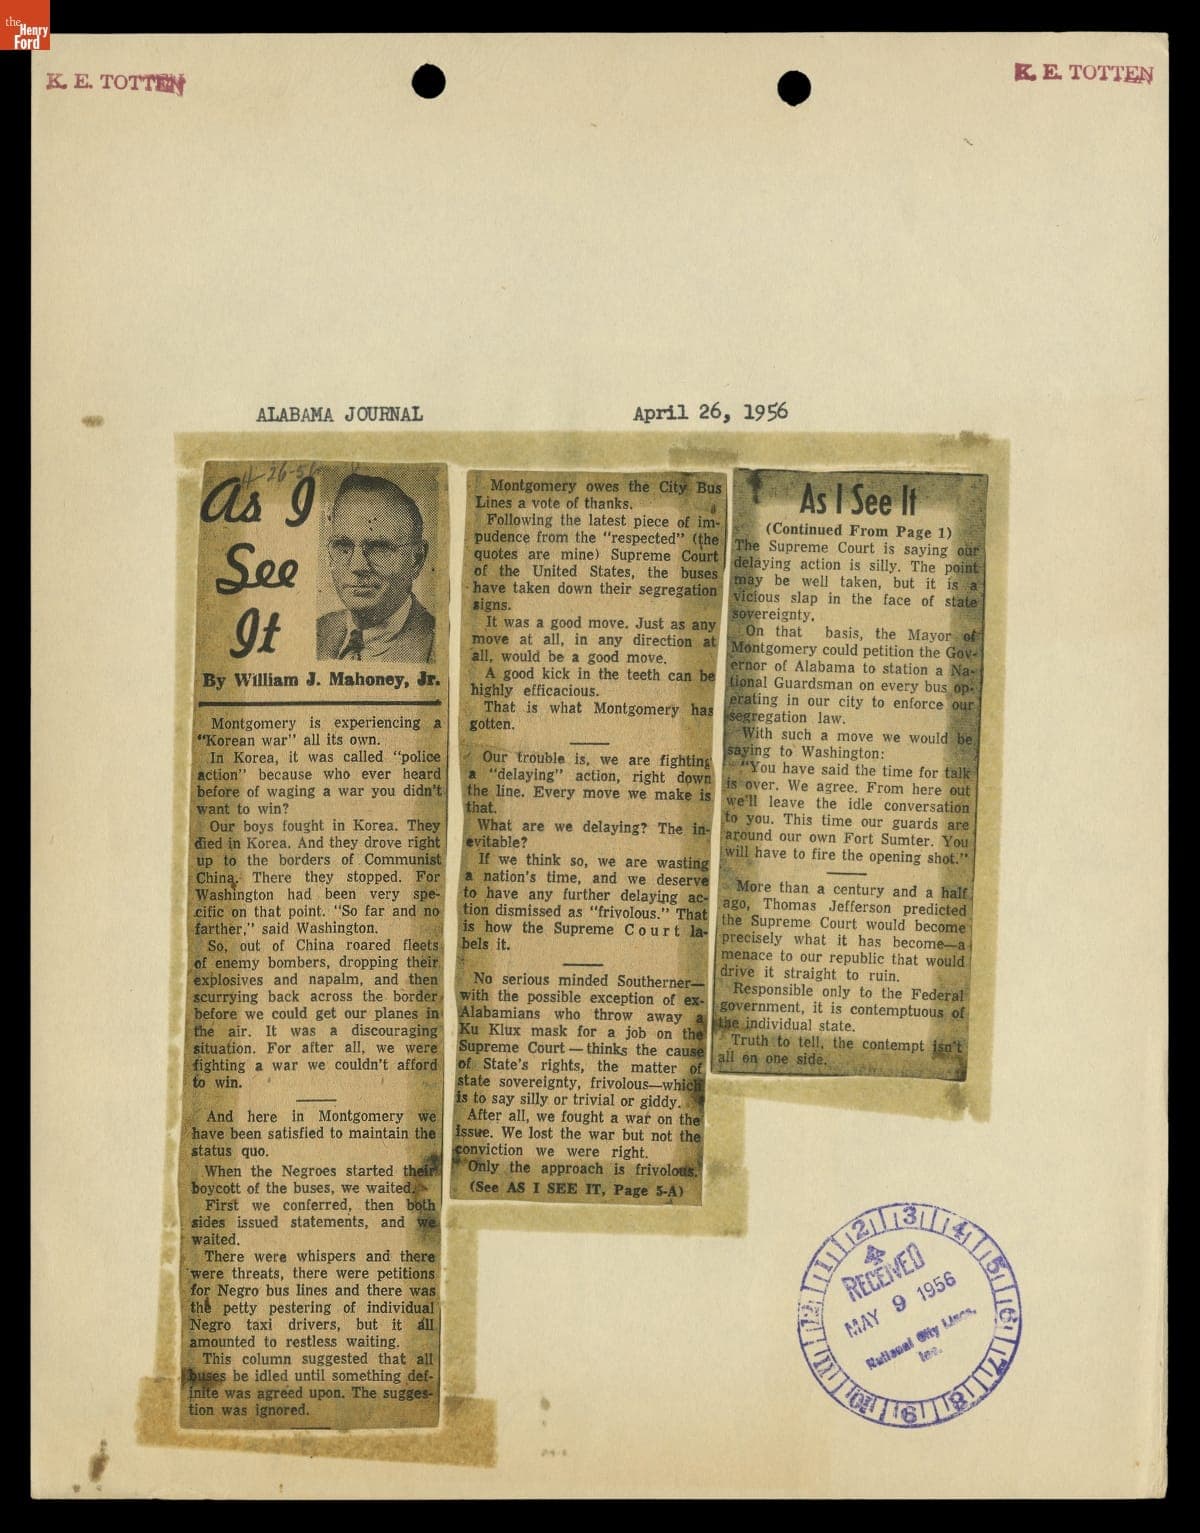 the
Henry
Ford
K. E. TOTTEN
K. E. TOTTEN
ALABAMA JOURNAL
April 26, 1956
4-26-56
As I
See
It
By William J. Mahoney, Jr.
Montgomery is experiencing a
"Korean war" all its own.
In Korea, it was called "police
action" because who ever heard
before of waging a war you didn't
want to win?
Our boys fought in Korea. They
died in Korea. And they drove right
up to the borders of Communist
China. There they stopped. For
Washington had been very spe-
cific on that point. "So far and no
farther," said Washington.
So, out of China roared fleets
of enemy bombers, dropping their
explosives and napalm, and then
scurrying back across the border
before we could get our planes in
the air. It was a discouraging
situation. For after all, we were
fighting a war we couldn't afford
to win.
And here in Montgomery we
have been satisfied to maintain the
status quo.
When the Negroes started their
boycott of the buses, we waited.
First we conferred, then both
sides issued statements, and we
waited.
There were whispers and there
were threats, there were petitions
for Negro bus lines and there was
the petty pestering of individual
Negro taxi drivers, but it all
amounted to restless waiting.
This column suggested that all
buses be idled until something def-
inite was agreed upon. The sugges-
tion was ignored.
Montgomery owes the City Bus
Lines a vote of thanks.
Following the latest piece of im-
pudence from the "respected" (the
quotes are mine) Supreme Court
of the United States, the buses
have taken down their segregation
signs.
It was a good move. Just as any
move at all, in any direction at
all, would be a good move.
A good kick in the teeth can be
highly efficacious.
That is what Montgomery has
gotten.
Our trouble is, we are fighting
a "delaying" action, right down
the line. Every move we make is
that.
What are we delaying? The in-
evitable?
If we think so, we are wasting
a nation's time, and we deserve
to have any further delaying ac-
tion dismissed as "frivolous." That
is how the Supreme Court la-
bels it.
No serious minded Southerner—
with the possible exception of ex-
Alabamians who throw away a
Ku Klux mask for a job on the
Supreme Court—thinks the cause
of State's rights, the matter of
state sovereignty, frivolous—which
is to say silly or trivial or giddy.
After all, we fought a war on the
issue. We lost the war but not the
conviction we were right.
Only the approach is frivolous.
(See AS I SEE IT, Page 5-A)
As I See It
(Continued From Page 1)
The Supreme Court is saying our
delaying action is silly. The point
may be well taken, but it is a
vicious slap in the face of state
sovereignty.
On that basis, the Mayor of
Montgomery could petition the Gov-
ernor of Alabama to station a Na-
tional Guardsman on every bus op-
erating in our city to enforce our
segregation law.
With such a move we would be
saying to Washington:
"You have said the time for talk
is over. We agree. From here out
we'll leave the idle conversation
to you. This time our guards are
around our own Fort Sumter. You
will have to fire the opening shot."
More than a century and a half
ago, Thomas Jefferson predicted
the Supreme Court would become
precisely what it has become—a
menace to our republic that would
drive it straight to ruin.
Responsible only to the Federal
government, it is contemptuous of
the individual state.
Truth to tell, the contempt isn't
all on one side.
12 1 2 3 4 5 6 7 8 9 10 11
RECEIVED
MAY 9 1956
National City Lines,
Inc.